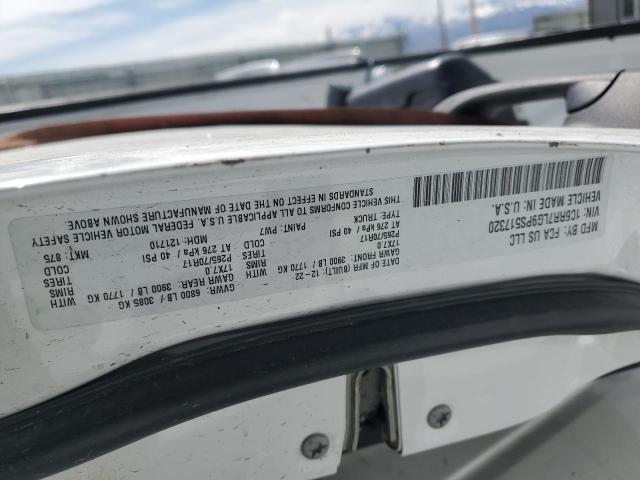 MFD BY: FCA US LLC
DATE OF MFR (BUILT): 12-22
GVWR: 6800 LB / 3085 KG
GAWR FRONT: 3900 LB / 1770 KG
GAWR REAR: 3900 LB / 1770 KG
WITH
17X7.0
RIMS
17X7.0
RIMS
P265/70R17
TIRES
P265/70R17
TIRES
AT 276 kPa / 40 PSI
COLD
AT 276 kPa / 40 PSI
COLD
VIN: 1C6RR7LG9PS517320
TYPE: TRUCK
PAINT: PW7
MDH: 121710
MKT: 975
VEHICLE MADE IN: U.S.A.
THIS VEHICLE CONFORMS TO ALL APPLICABLE U.S.A. FEDERAL MOTOR VEHICLE SAFETY
STANDARDS IN EFFECT ON THE DATE OF MANUFACTURE SHOWN ABOVE.